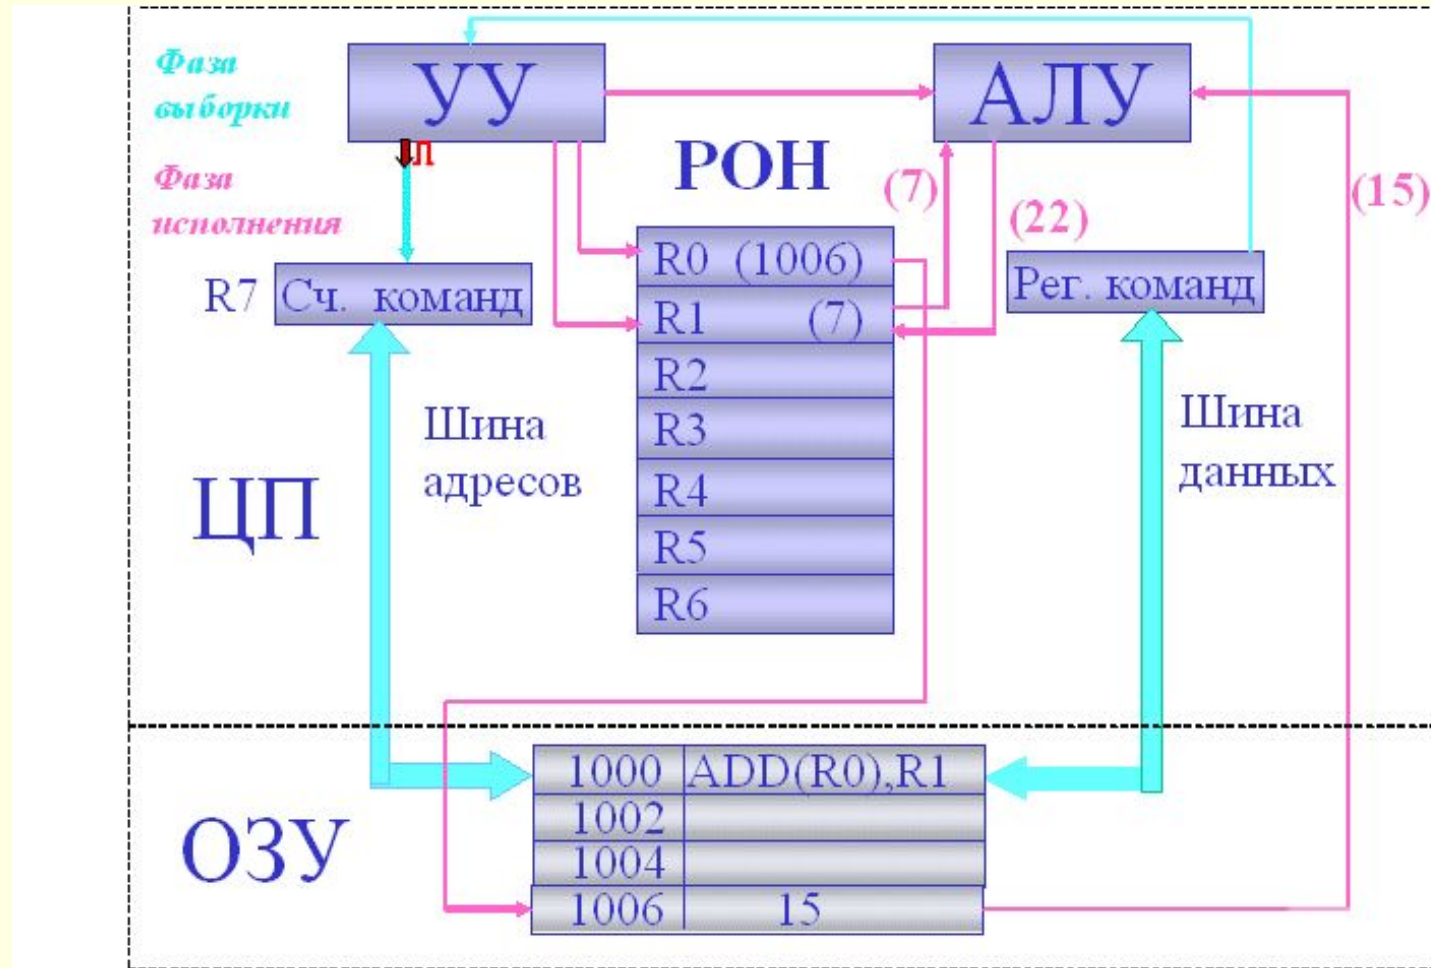 Фаза
выборки
УУ
АЛУ
Л
РОН
Фаза
исполнения
(7)
(22)
(15)
R7
Сч. команд
R0 (1006)
R1 (7)
R2
R3
R4
R5
R6
Рег. команд
Шина
адресов
Шина
данных
ЦП
ОЗУ
1000 ADD(R0),R1
1002
1004
1006 15